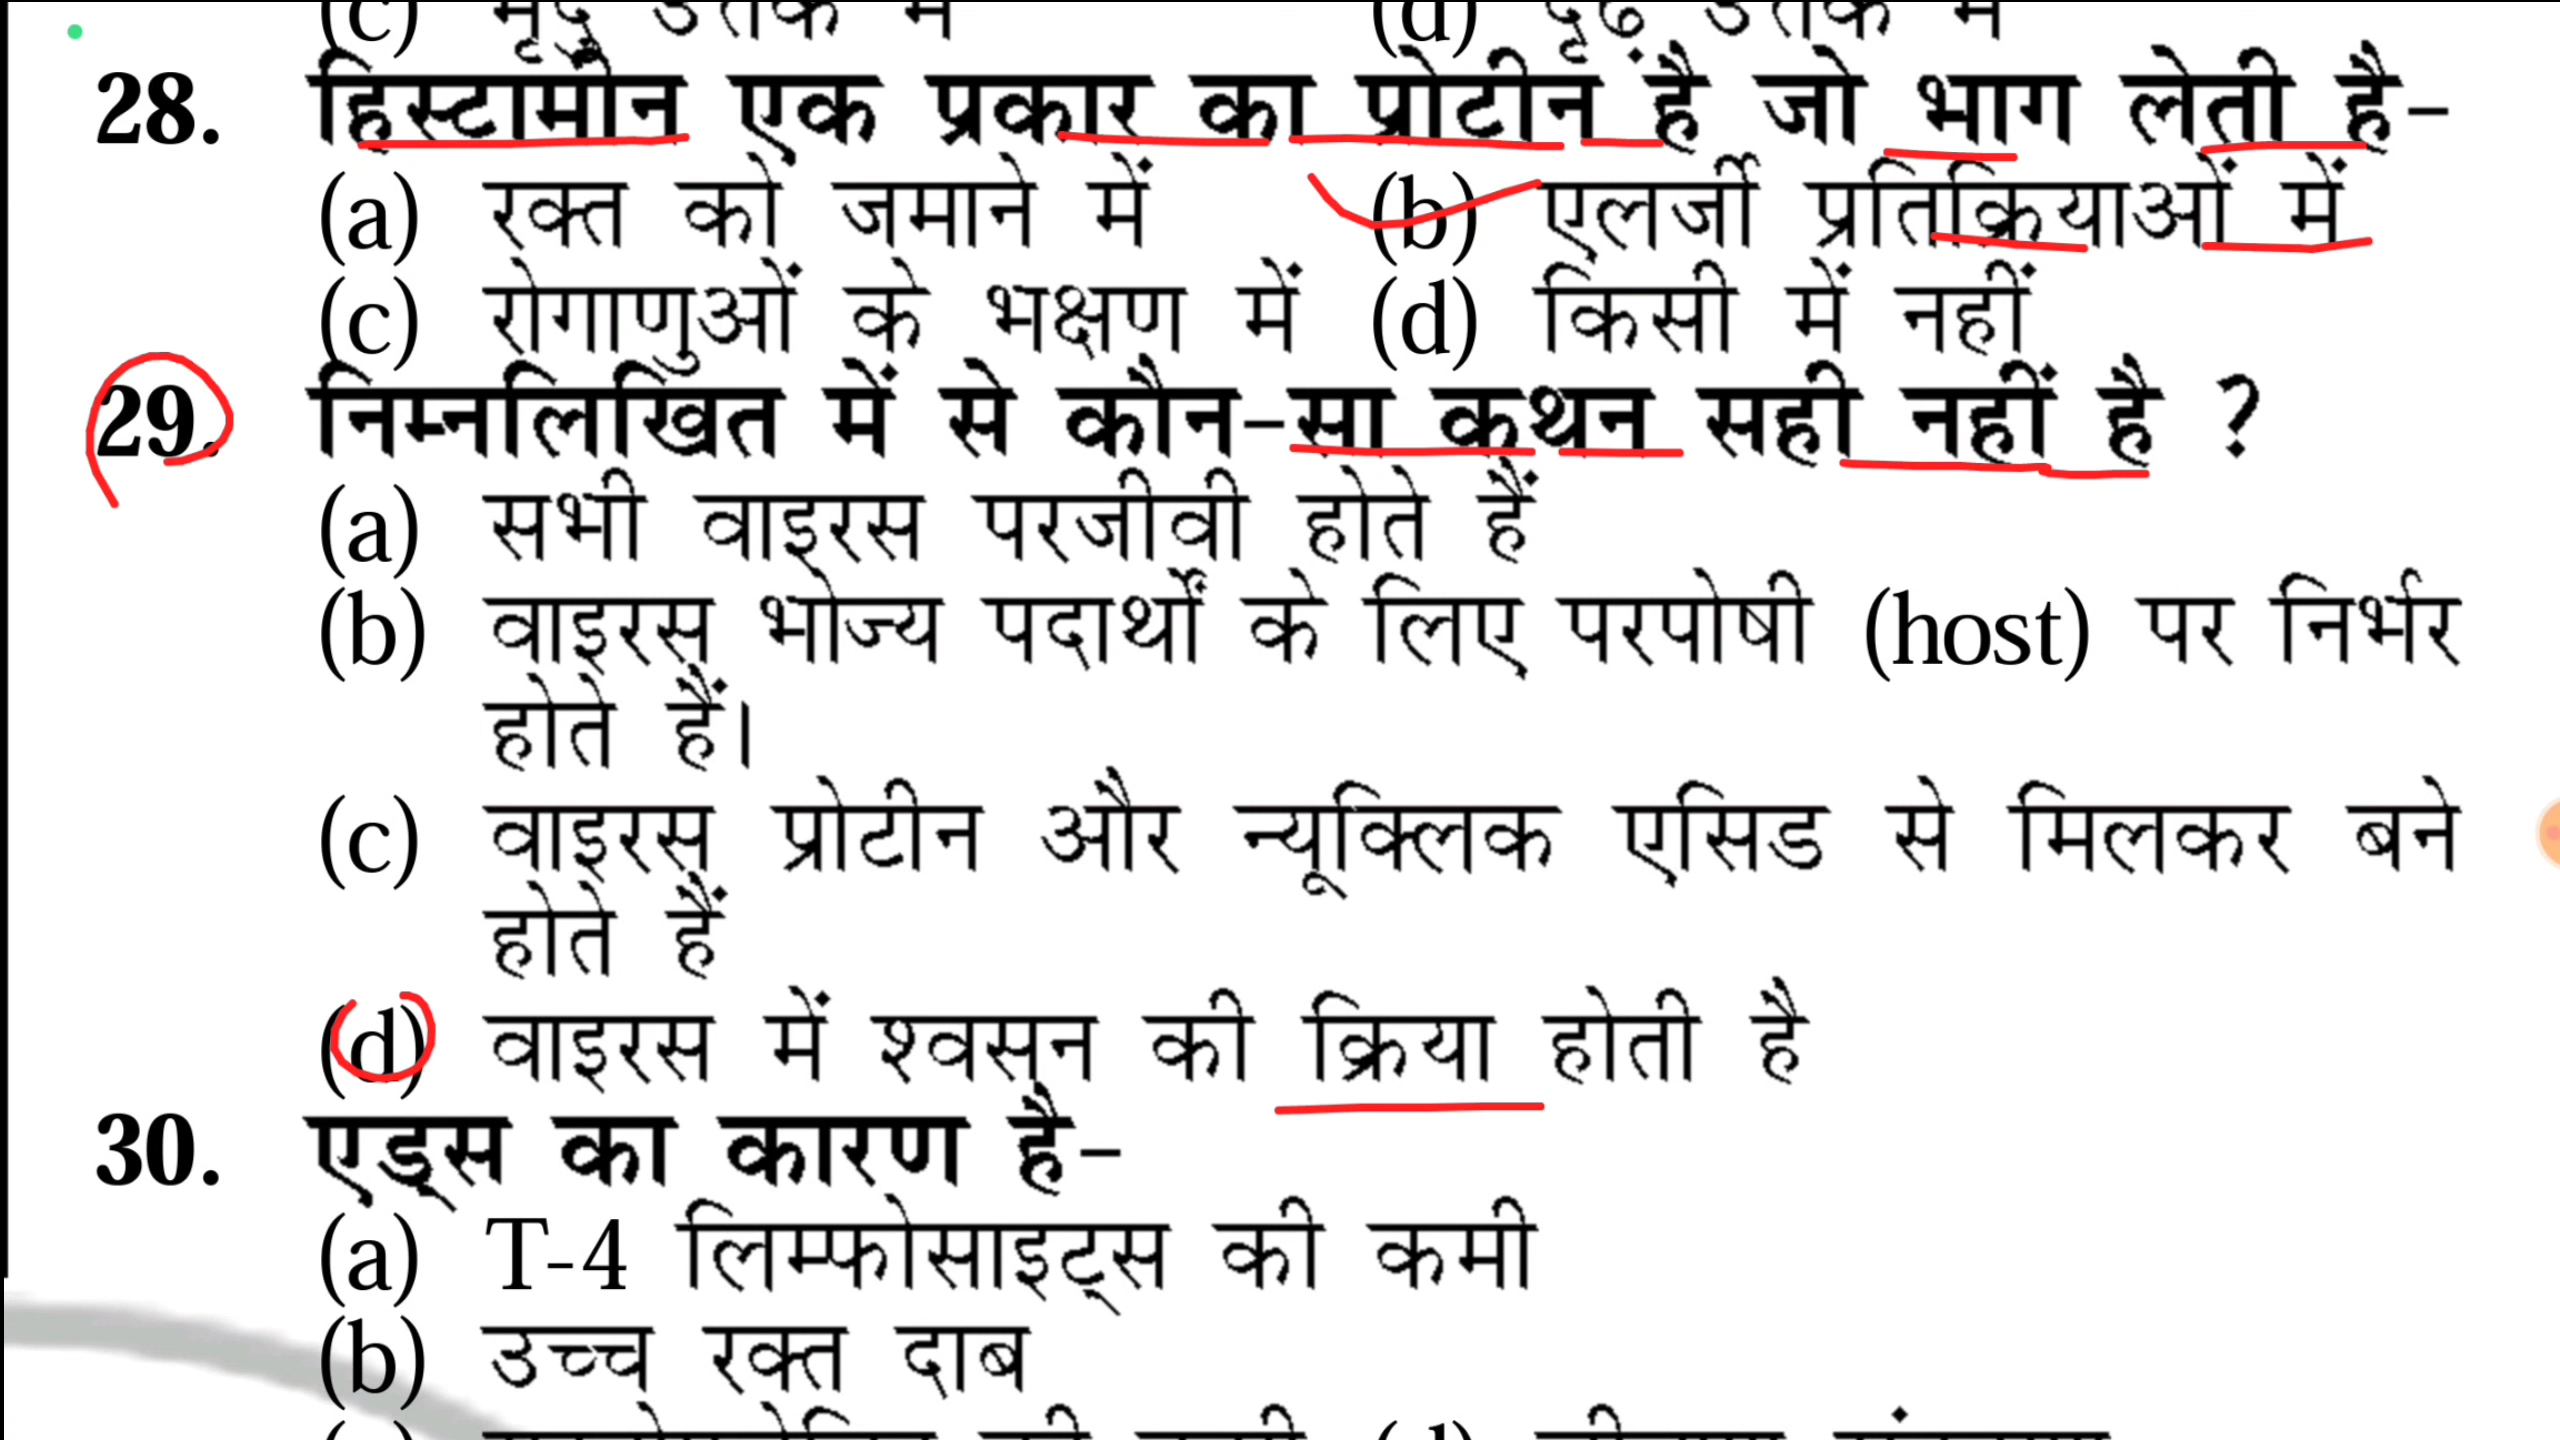 (c) मृदु उतक में (d) दृढ़ उतक में
28. हिस्टामीन एक प्रकार का प्रोटीन है जो भाग लेती है–
(a) रक्त को जमाने में (b) एलर्जी प्रतिक्रियाओं में
(c) रोगाणुओं के भक्षण में (d) किसी में नहीं
29. निम्नलिखित में से कौन-सा कथन सही नहीं है ?
(a) सभी वाइरस परजीवी होते हैं
(b) वाइरस भोज्य पदार्थों के लिए परपोषी (host) पर निर्भर
होते हैं।
(c) वाइरस प्रोटीन और न्यूक्लिक एसिड से मिलकर बने
होते हैं
(d) वाइरस में श्वसन की क्रिया होती है
30. एड्स का कारण है–
(a) T-4 लिम्फोसाइट्स की कमी
(b) उच्च रक्त दाब